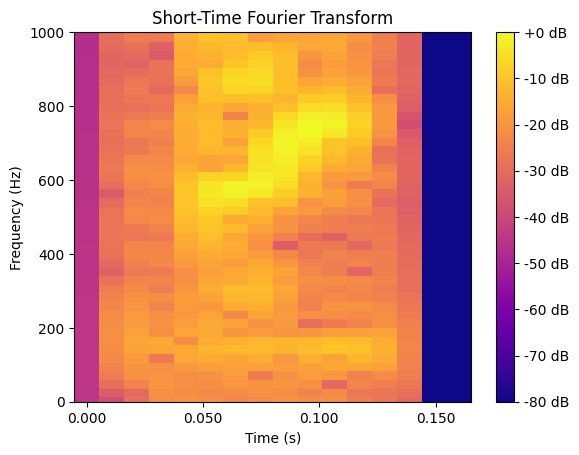 Short-Time Fourier Transform
1000
800
600
400
200
0
Frequency (Hz)
0.000
0.050
0.100
0.150
Time (s)
+0 dB
-10 dB
-20 dB
-30 dB
-40 dB
-50 dB
-60 dB
-70 dB
-80 dB